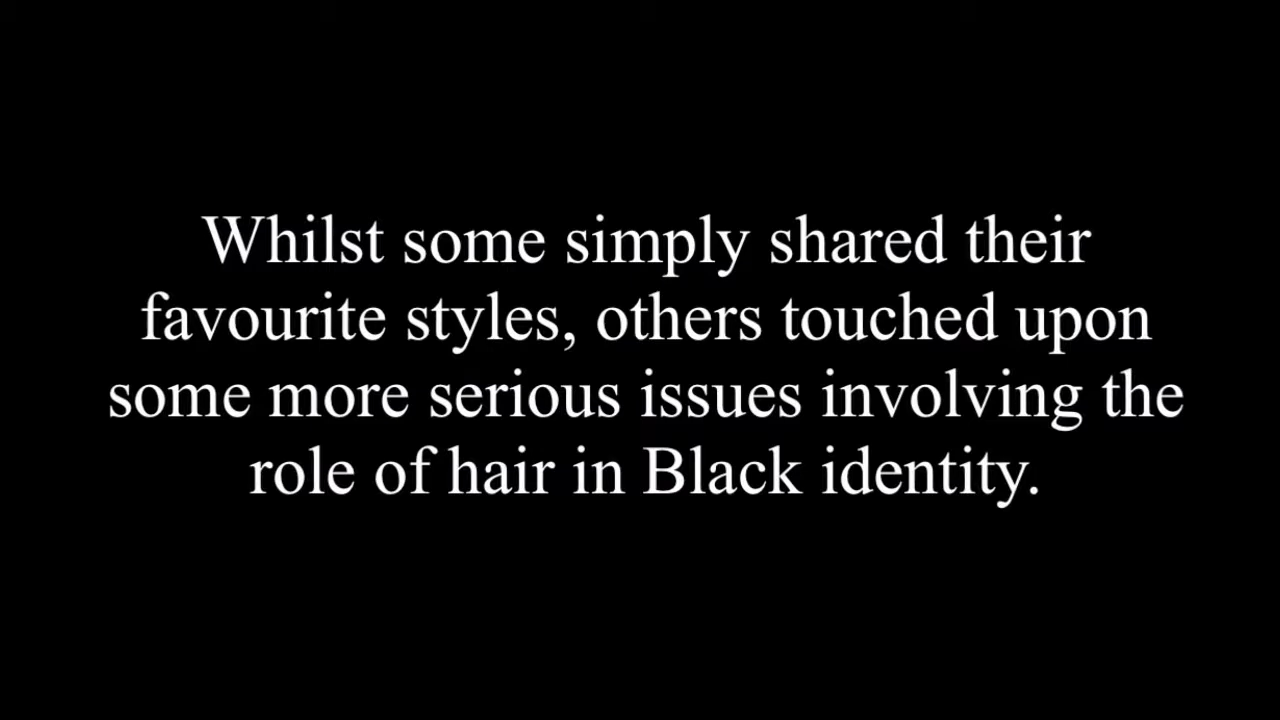 Whilst some simply shared their
favourite styles, others touched upon
some more serious issues involving the
role of hair in Black identity.